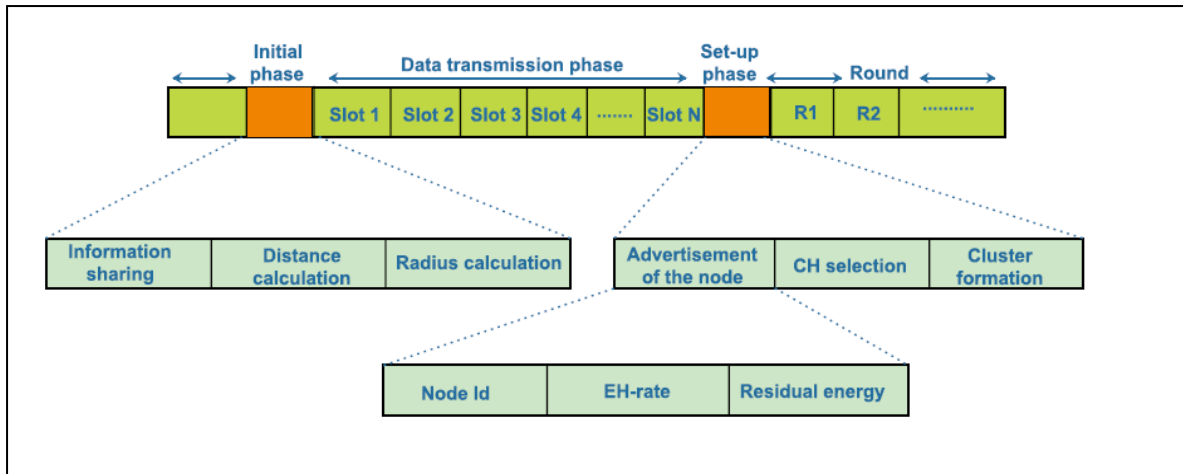 Initial
phase
Data transmission phase
Set-up
phase
Round
Slot 1
Slot 2
Slot 3
Slot 4
.......
Slot N
R1
R2
..........
Information
sharing
Distance
calculation
Radius calculation
Advertisement
of the node
CH selection
Cluster
formation
Node Id
EH-rate
Residual energy